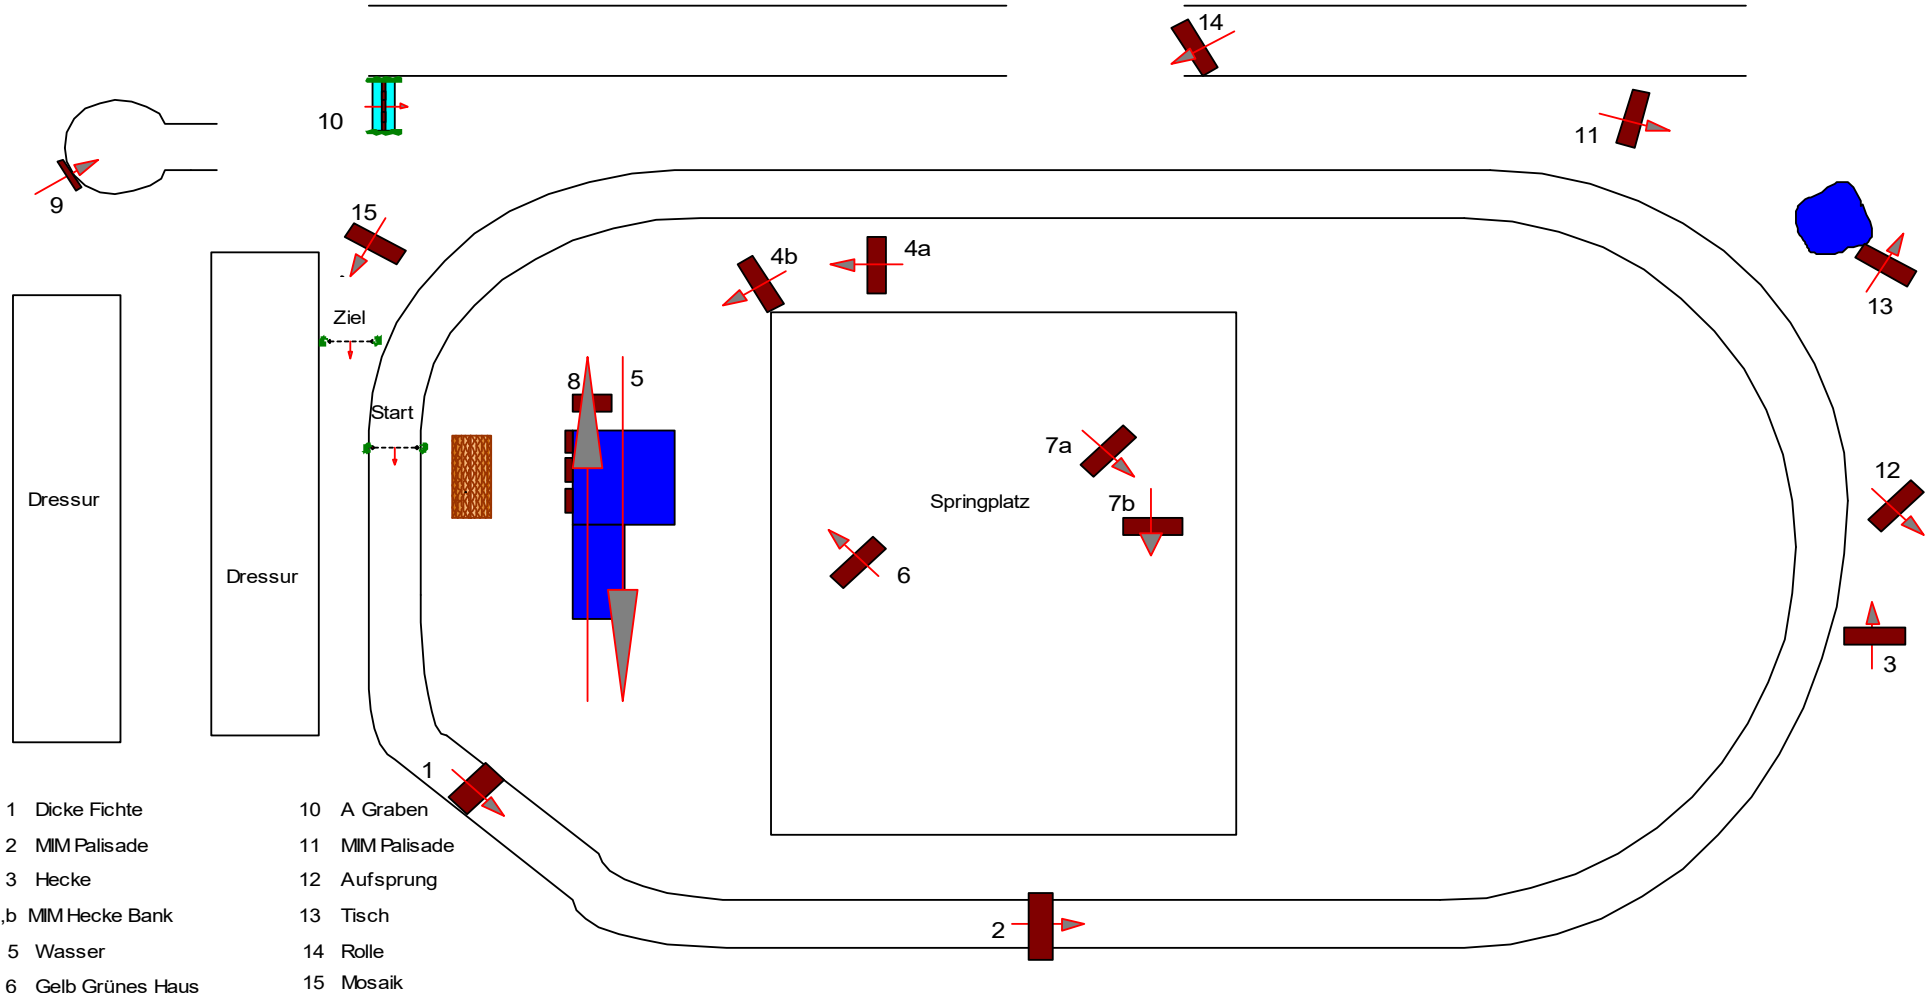 14
10
11
9
15
4b
4a
13
Ziel
8
5
Start
7a
12
Dressur
Springplatz
7b
Dressur
6
3
1
2
1 Dicke Fichte
2 MIM Palisade
3 Hecke
,b MIM Hecke Bank
5 Wasser
6 Gelb Grünes Haus
10 A Graben
11 MIM Palisade
12 Aufsprung
13 Tisch
14 Rolle
15 Mosaik